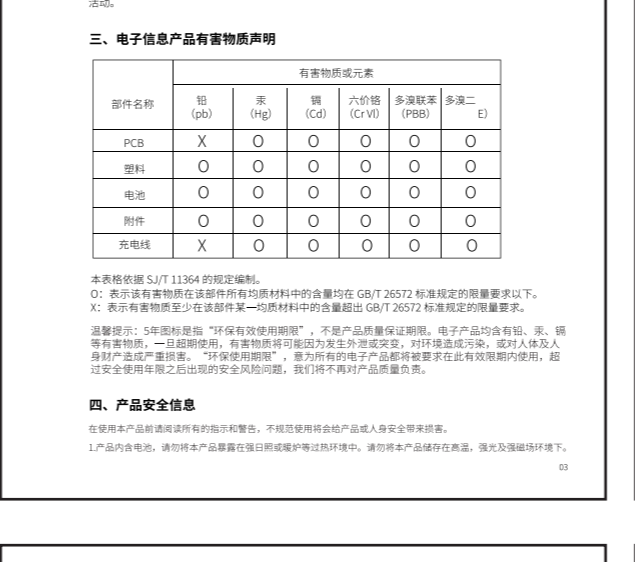 活动。
三、电子信息产品有害物质声明
有害物质或元素
部件名称 铅 汞 镉 六价铬 多溴联苯 多溴二
（pb） （Hg） （Cd） （Cr Ⅵ） （PBB） E）
PCB X O O O O O
塑料 O O O O O O
电池 O O O O O O
附件 O O O O O O
充电线 X O O O O O
本表格依据 SJ/T 11364 的规定编制。
O：表示该有害物质在该部件所有均质材料中的含量均在 GB/T 26572 标准规定的限量要求以下。
X：表示有害物质至少在该部件某一均质材料中的含量超出 GB/T 26572 标准规定的限量要求。
温馨提示：5年图标是指“环保有效使用期限”，不是产品质量保证期限。电子产品均含有铅、汞、镉
等有害物质，一旦超期使用，有害物质将可能因为发生外泄或突变，对环境造成污染，或对人体及人
身财产造成严重损害。“环保使用期限”，意为所有的电子产品都将被要求在此有效限期内使用，超
过安全使用年限之后出现的安全风险问题，我们将不再对产品质量负责。
四、产品安全信息
在使用本产品前请阅读所有的指示和警告，不规范使用将会给产品或人身安全带来损害。
1.产品内含电池，请勿将本产品暴露在强日照或暖炉等过热环境中。请勿将本产品储存在高温，强光及强磁场环境下。
03